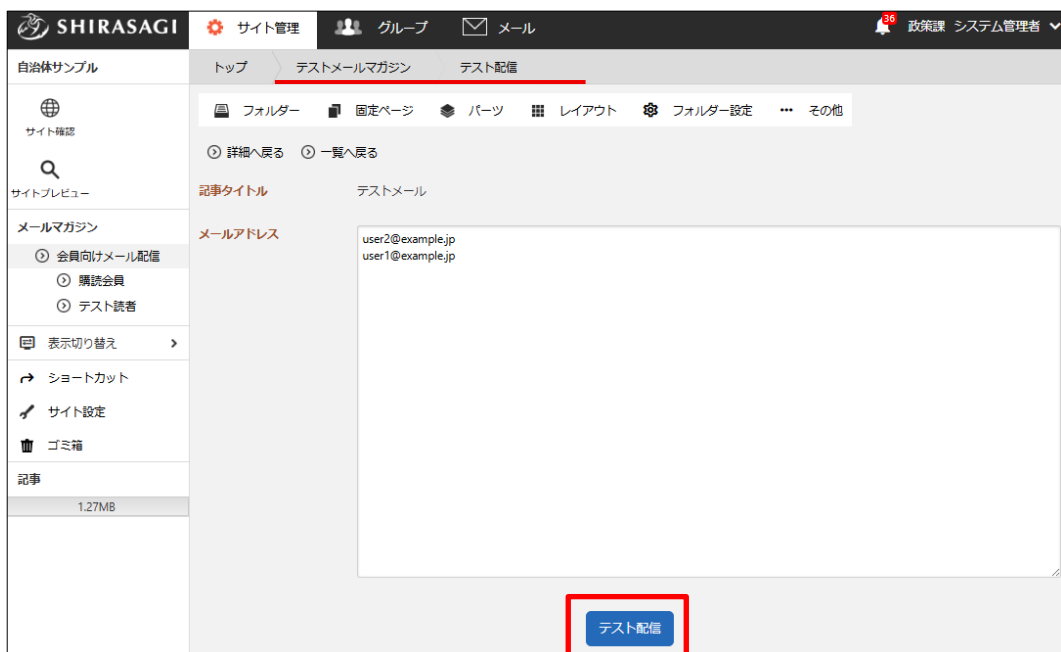 SHIRASAGI サイト管理 グループ メール 36 政策課 システム管理者
自治体サンプル
トップ テストメールマガジン テスト配信
フォルダー 固定ページ パーツ レイアウト フォルダー設定 ••• その他
サイト確認
詳細へ戻る 一覧へ戻る
サイトプレビュー
記事タイトル テストメール
メールマガジン
メールアドレス
user2@example.jp
user1@example.jp
会員向けメール配信
購読会員
テスト読者
表示切り替え
ショートカット
サイト設定
ゴミ箱
記事
1.27MB
テスト配信